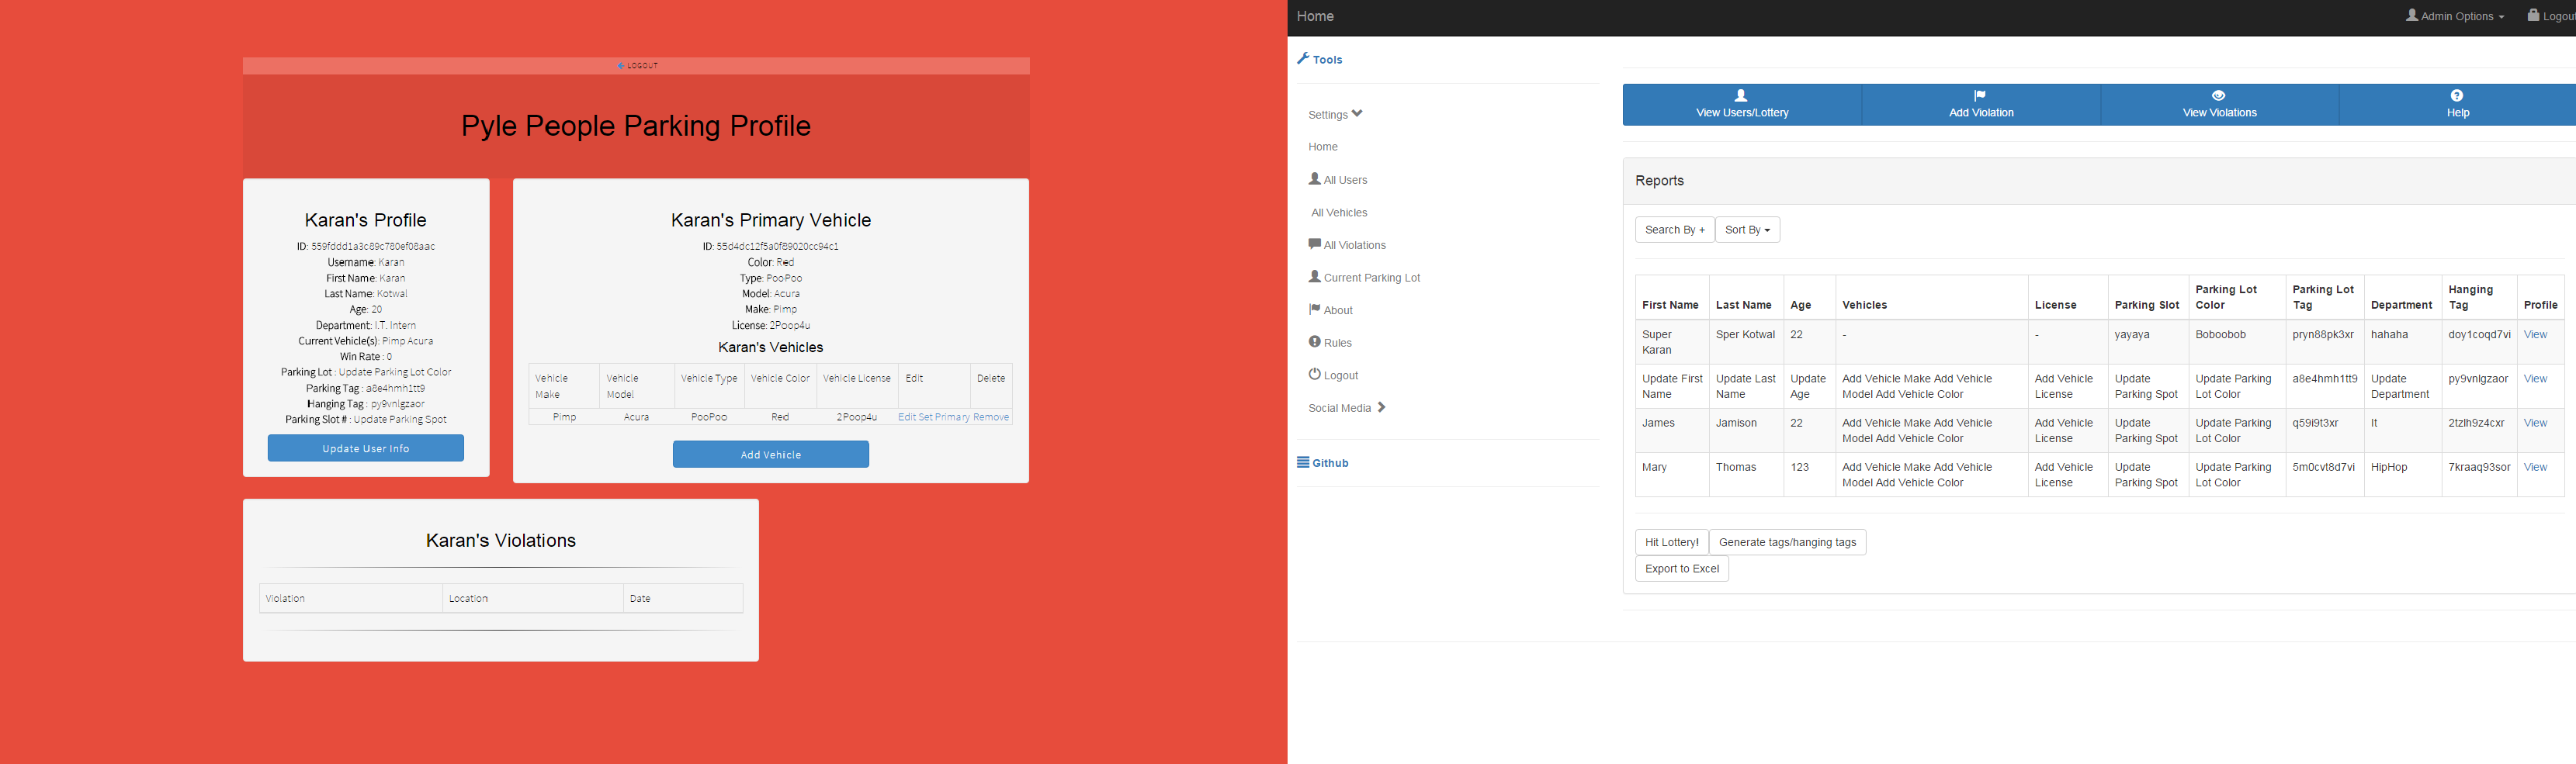 LOGOUT
Pyle People Parking Profile
Karan's Profile
ID: 559fddd1a3c89c780ef08aac
Username: Karan
First Name: Karan
Last Name: Kotwal
Age: 20
Department: I.T. Intern
Current Vehicle(s): Pimp Acura
Win Rate : 0
Parking Lot : Update Parking Lot Color
Parking Tag : a8e4hmh1tt9
Hanging Tag : py9vnlgzaor
Parking Slot # : Update Parking Spot
Update User Info
Karan's Primary Vehicle
ID: 55d4dc12f5a0f89020cc94c1
Color: Red
Type: PooPoo
Model: Acura
Make: Pimp
License: 2Poop4u
Karan's Vehicles
Vehicle Make Vehicle Model Vehicle Type Vehicle Color Vehicle License Edit Delete
Pimp Acura PooPoo Red 2Poop4u Edit Set Primary Remove
Add Vehicle
Karan's Violations
Violation Location Date
Home Admin Options Logout
Tools
Settings
Home
All Users
All Vehicles
All Violations
Current Parking Lot
About
Rules
Logout
Social Media
Github
View Users/Lottery Add Violation View Violations Help
Reports
Search By + Sort By
First Name Last Name Age Vehicles License Parking Slot Parking Lot Color Parking Lot Tag Department Hanging Tag Profile
Super Karan Sper Kotwal 22 - - yayaya Boboobob pryn88pk3xr hahaha doy1coqd7vi View
Update First Name Update Last Name Update Age Add Vehicle Make Add Vehicle Model Add Vehicle Color Add Vehicle License Update Parking Spot Update Parking Lot Color a8e4hmh1tt9 Update Department py9vnlgzaor View
James Jamison 22 Add Vehicle Make Add Vehicle Model Add Vehicle Color Add Vehicle License Update Parking Spot Update Parking Lot Color q59i9t3xr It 2tzlh9z4cxr View
Mary Thomas 123 Add Vehicle Make Add Vehicle Model Add Vehicle Color Add Vehicle License Update Parking Spot Update Parking Lot Color 5m0cvt8d7vi HipHop 7kraaq93sor View
Hit Lottery! Generate tags/hanging tags
Export to Excel